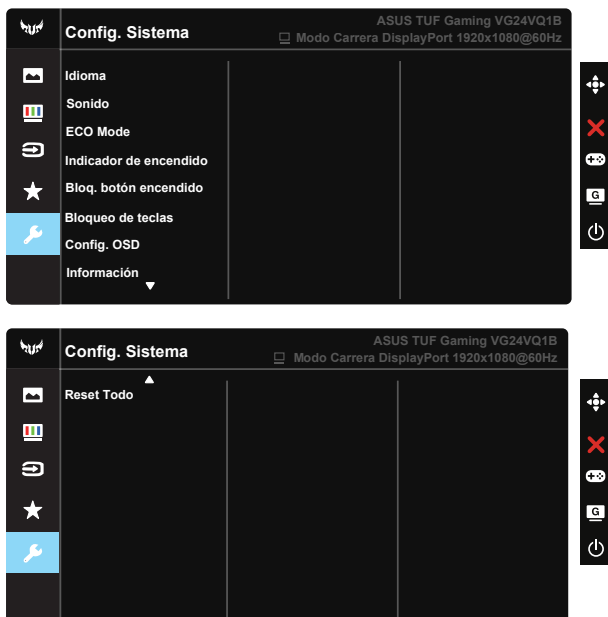 Config. Sistema
ASUS TUF Gaming VG24VQ1B
Modo Carrera DisplayPort 1920x1080@60Hz
Idioma
Sonido
ECO Mode
Indicador de encendido
Bloq. botón encendido
Bloqueo de teclas
Config. OSD
Información
G
Config. Sistema
ASUS TUF Gaming VG24VQ1B
Modo Carrera DisplayPort 1920x1080@60Hz
Reset Todo
G